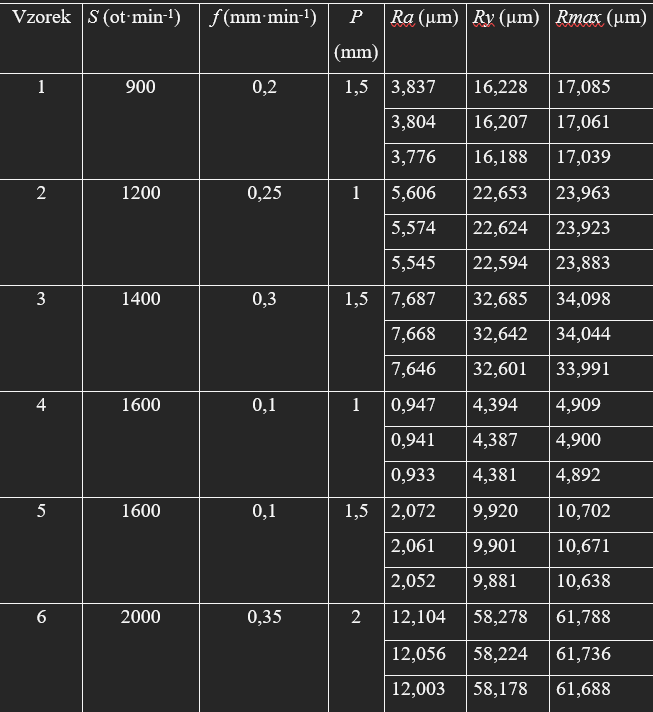 Vzorek S (ot·min-1) f (mm·min-1) P (mm) Ra (µm) Ry (µm) Rmax (µm)
1 900 0,2 1,5 3,837 16,228 17,085
3,804 16,207 17,061
3,776 16,188 17,039
2 1200 0,25 1 5,606 22,653 23,963
5,574 22,624 23,923
5,545 22,594 23,883
3 1400 0,3 1,5 7,687 32,685 34,098
7,668 32,642 34,044
7,646 32,601 33,991
4 1600 0,1 1 0,947 4,394 4,909
0,941 4,387 4,900
0,933 4,381 4,892
5 1600 0,1 1,5 2,072 9,920 10,702
2,061 9,901 10,671
2,052 9,881 10,638
6 2000 0,35 2 12,104 58,278 61,788
12,056 58,224 61,736
12,003 58,178 61,688